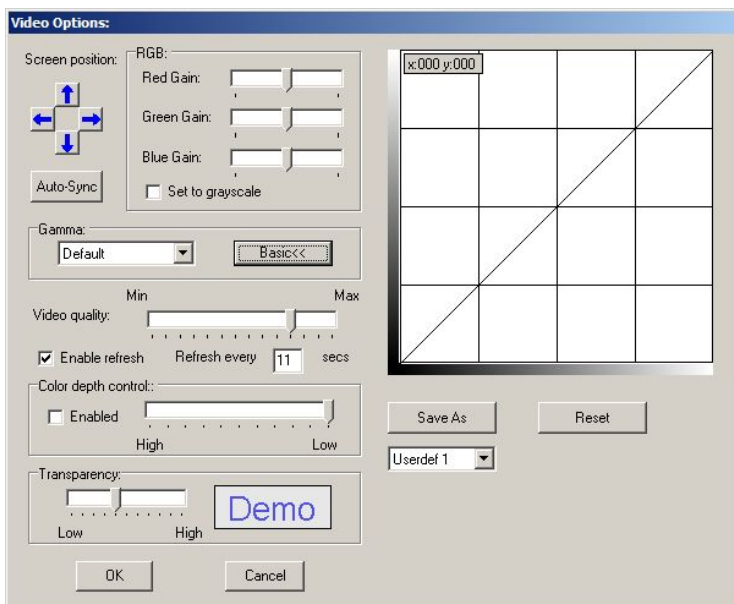 Video Options:
Screen position:
Auto-Sync
RGB:
Red Gain:
Green Gain:
Blue Gain:
Set to grayscale
Gamma:
Default
Basic<<
Min Max
Video quality:
Enable refresh Refresh every 11 secs
Color depth control::
Enabled
High Low
Transparency:
Low High
Demo
OK Cancel
x:000 y:000
Save As Reset
Userdef 1